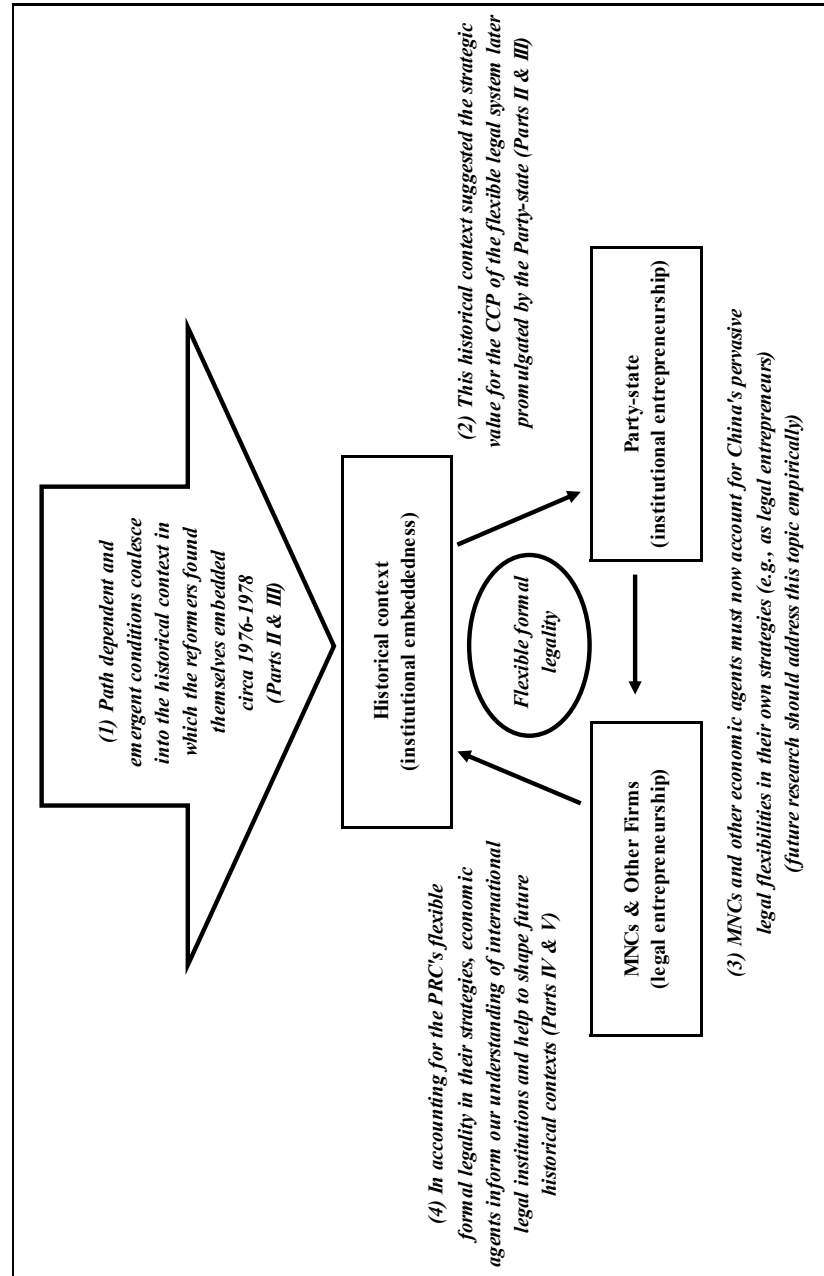 (1) Path dependent and
emergent conditions coalesce
into the historical context in
which the reformers found
themselves embedded
circa 1976-1978
(Parts II & III)
Historical context
(institutional embeddedness)
(2) This historical context suggested the strategic
value for the CCP of the flexible legal system later
promulgated by the Party-state (Parts II & III)
Flexible formal
legality
Party-state
(institutional entrepreneurship)
MNCs & Other Firms
(legal entrepreneurship)
(3) MNCs and other economic agents must now account for China's pervasive
legal flexibilities in their own strategies (e.g., as legal entrepreneurs)
(future research should address this topic empirically)
(4) In accounting for the PRC's flexible
formal legality in their strategies, economic
agents inform our understanding of international
legal institutions and help to shape future
historical contexts (Parts IV & V)